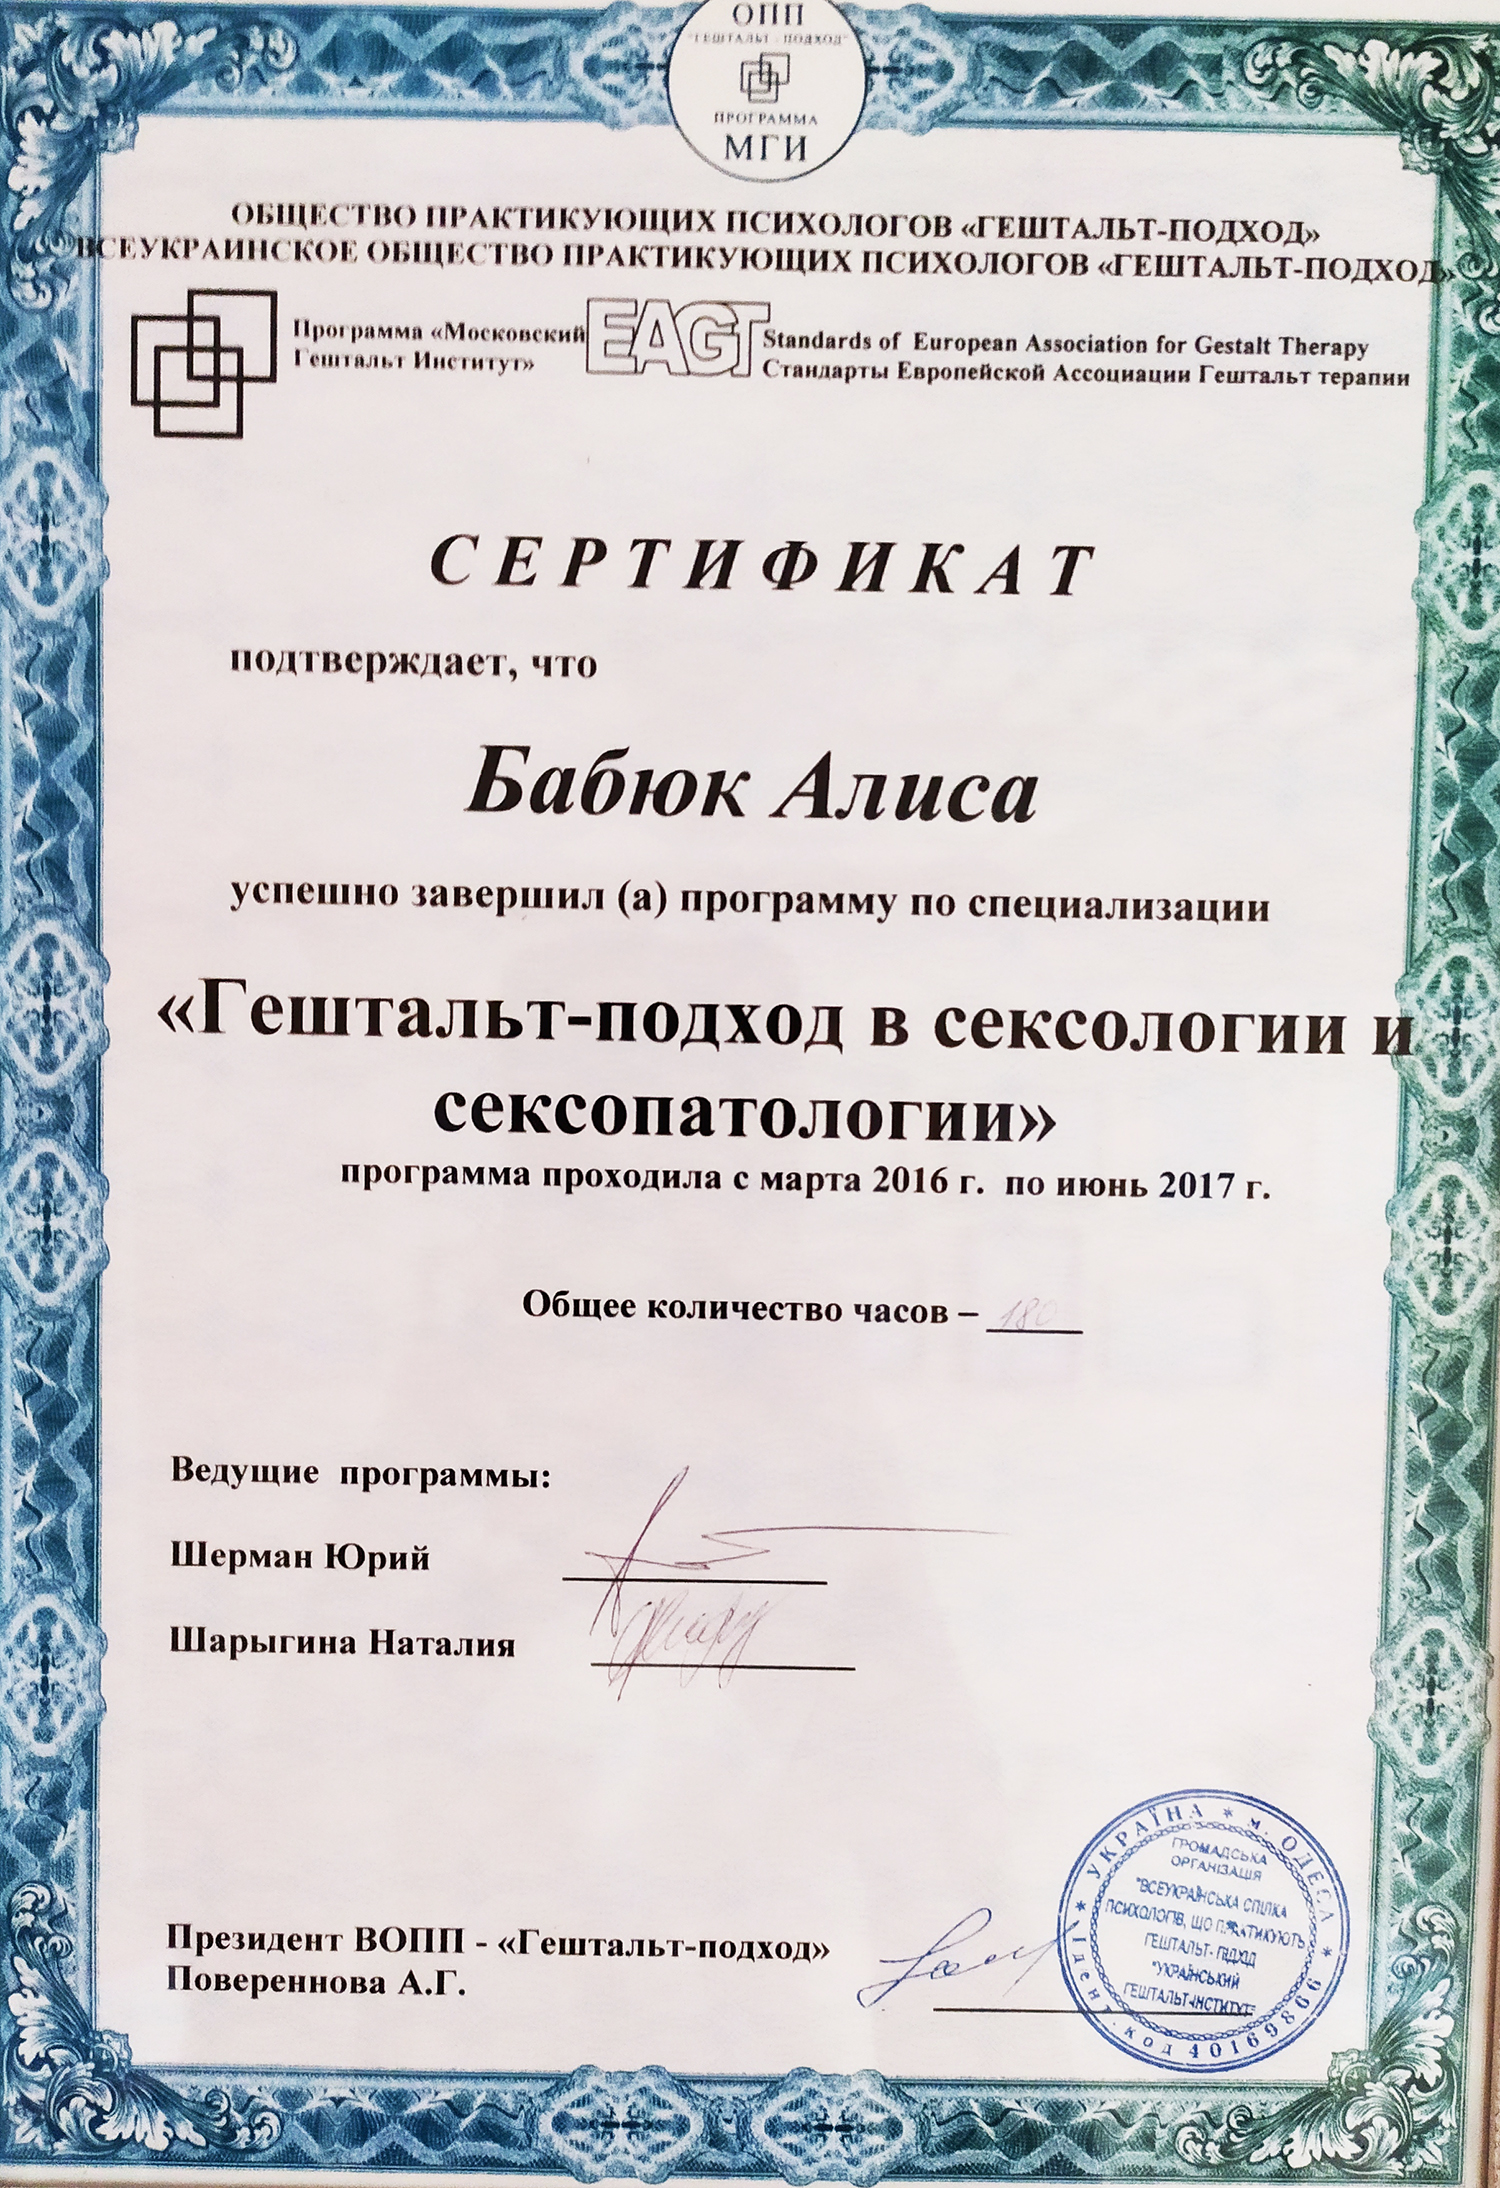 ОПП
"ГЕШТАЛЬТ - ПОДХОД"
ПРОГРАММА
МГИ
ОБЩЕСТВО ПРАКТИКУЮЩИХ ПСИХОЛОГОВ «ГЕШТАЛЬТ-ПОДХОД»
ВСЕУКРАИНСКОЕ ОБЩЕСТВО ПРАКТИКУЮЩИХ ПСИХОЛОГОВ «ГЕШТАЛЬТ-ПОДХОД»
Программа «Московский
Гештальт Институт»
EAGT
Standards of European Association for Gestalt Therapy
Стандарты Европейской Ассоциации Гештальт терапии
СЕРТИФИКАТ
подтверждает, что
Бабюк Алиса
успешно завершил (а) программу по специализации
«Гештальт-подход в сексологии и
сексопатологии»
программа проходила с марта 2016 г. по июнь 2017 г.
Общее количество часов – 180
Ведущие программы:
Шерман Юрий
Шарыгина Наталия
Президент ВОПП - «Гештальт-подход»
Повереннова А.Г.
УКРАЇНА * м. ОДЕСА *
ГРОМАДСЬКА
ОРГАНІЗАЦІЯ
"ВСЕУКРАЇНСЬКА СПІЛКА
ПСИХОЛОГІВ, ЩО ПРАКТИКУЮТЬ
ГЕШТАЛЬТ-ПІДХІД
"УКРАЇНСЬКИЙ
ГЕШТАЛЬТ-ІНСТИТУТ"
Ідент. код 40169866